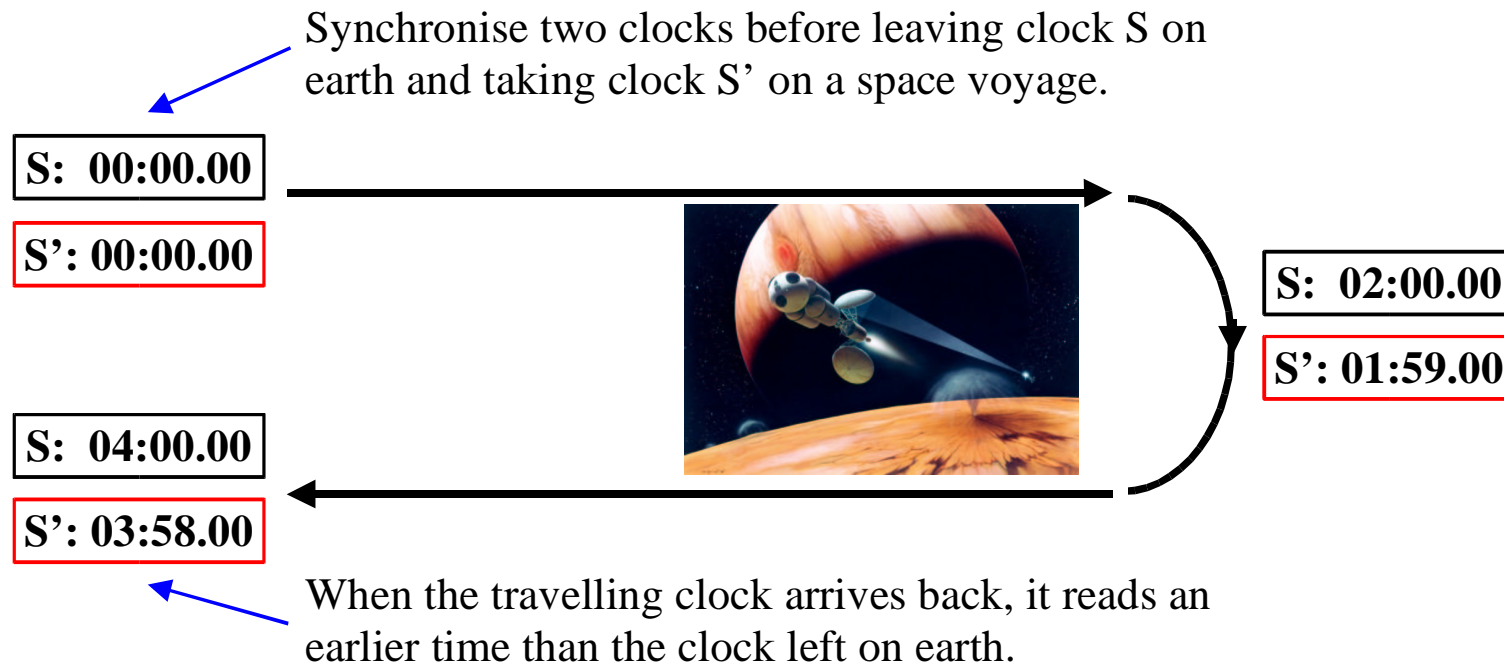 Synchronise two clocks before leaving clock S on
earth and taking clock S’ on a space voyage.
S: 00:00.00
S’: 00:00.00
S: 02:00.00
S’: 01:59.00
S: 04:00.00
S’: 03:58.00
When the travelling clock arrives back, it reads an
earlier time than the clock left on earth.